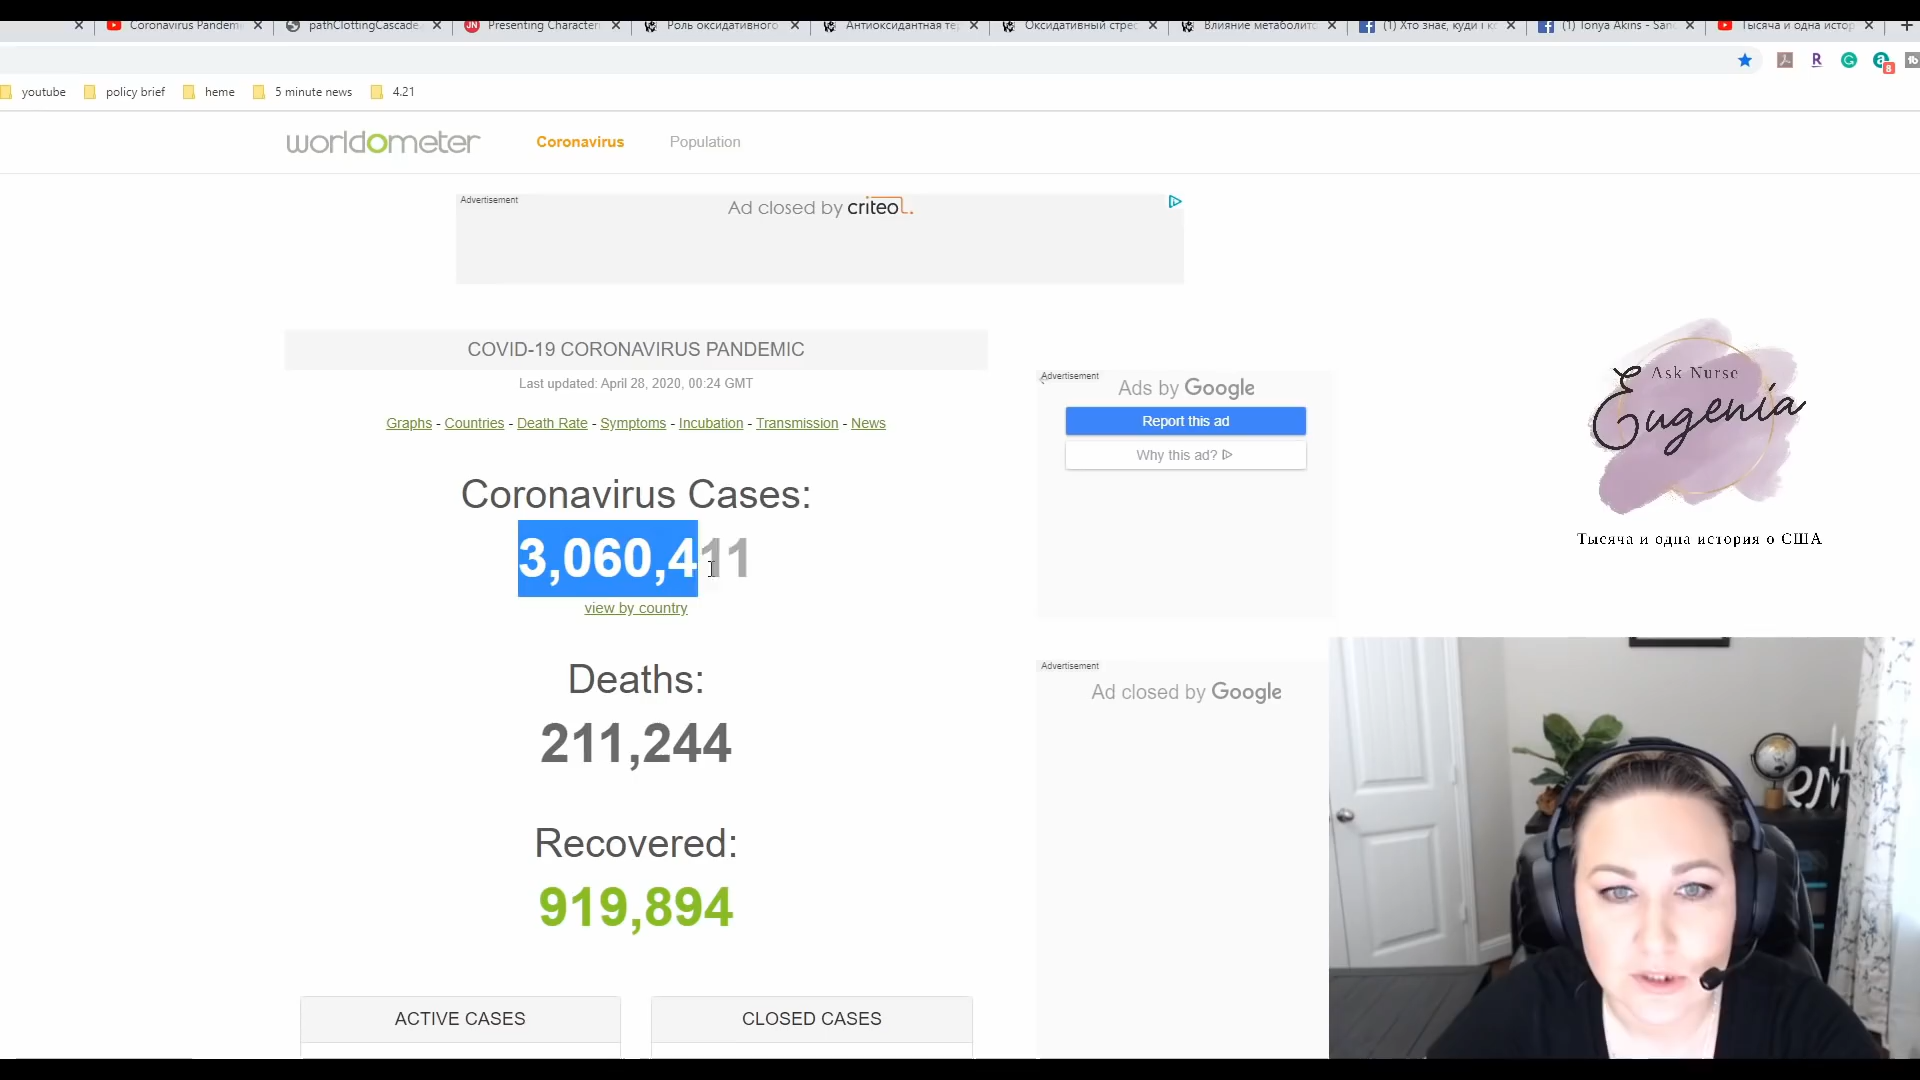 Coronavirus Pandem
pathClottingCascade.
Presenting Character
Роль оксидативного
Антиоксидантная те
Оксидативный стрес
Влияние метаболит
(1) Хто знає, куди і к
(1) Tonya Akins - San
Тысяча и одна истор
youtube
policy brief
heme
5 minute news
4.21
worldometer
Coronavirus
Population
Advertisement
Ad closed by criteo.
COVID-19 CORONAVIRUS PANDEMIC
Last updated: April 28, 2020, 00:24 GMT
Graphs - Countries - Death Rate - Symptoms - Incubation - Transmission - News
Coronavirus Cases:
3,060,411
view by country
Deaths:
211,244
Recovered:
919,894
ACTIVE CASES
CLOSED CASES
Advertisement
Ads by Google
Report this ad
Why this ad?
Advertisement
Ad closed by Google
Ask Nurse
Eugenia
Тысяча и одна история о США